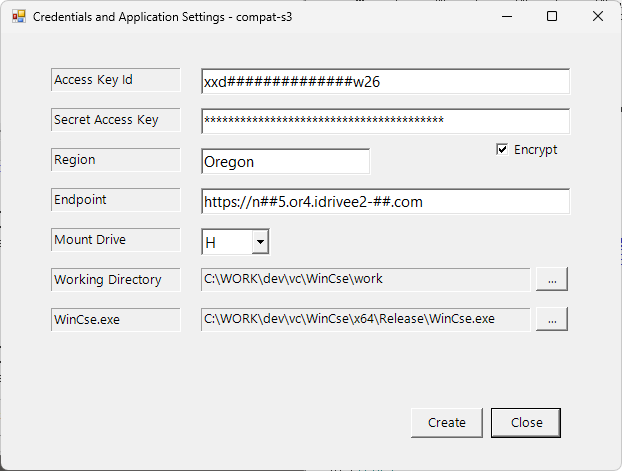 Credentials and Application Settings - compat-s3
Access Key Id xxd##############w26
Secret Access Key ****************************************
Encrypt
Region Oregon
Endpoint https://n##5.or4.idrivee2-##.com
Mount Drive H
Working Directory C:\WORK\dev\vc\WinCse\work ...
WinCse.exe C:\WORK\dev\vc\WinCse\x64\Release\WinCse.exe ...
Create Close